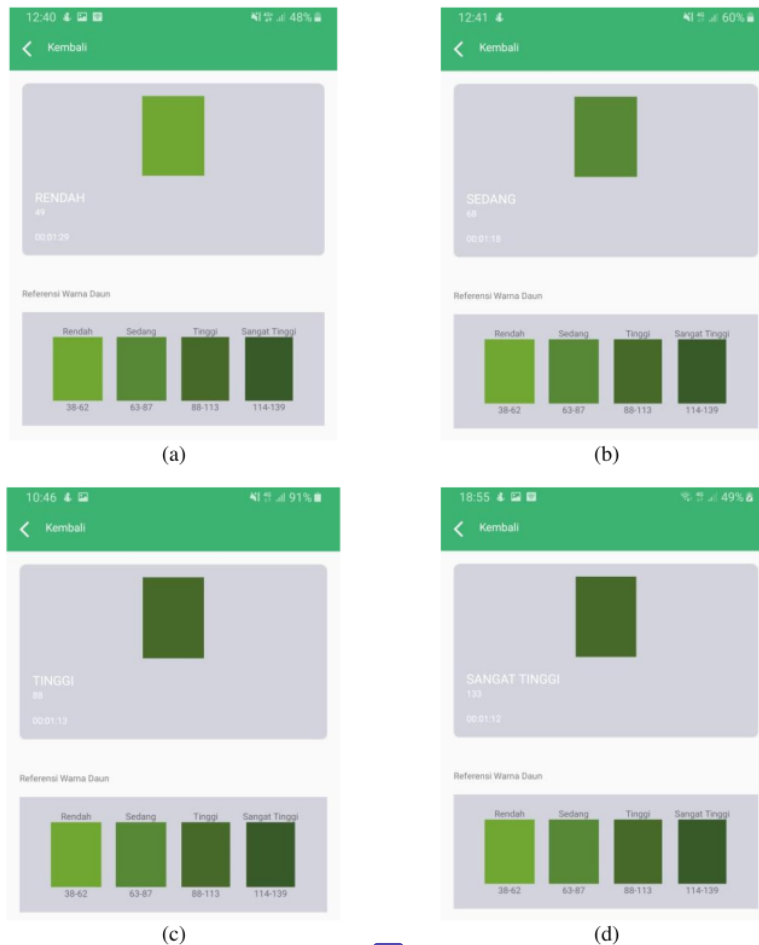 12:40 48%
Kembali
RENDAH
49
00:01:29
Referensi Warna Daun
Rendah Sedang Tinggi Sangat Tinggi
38-62 63-87 88-113 114-139
(a)
12:41 60%
Kembali
SEDANG
68
00:01:18
Referensi Warna Daun
Rendah Sedang Tinggi Sangat Tinggi
38-62 63-87 88-113 114-139
(b)
10:46 91%
Kembali
TINGGI
88
00:01:13
Referensi Warna Daun
Rendah Sedang Tinggi Sangat Tinggi
38-62 63-87 88-113 114-139
(c)
18:55 49%
Kembali
SANGAT TINGGI
133
00:01:12
Referensi Warna Daun
Rendah Sedang Tinggi Sangat Tinggi
38-62 63-87 88-113 114-139
(d)